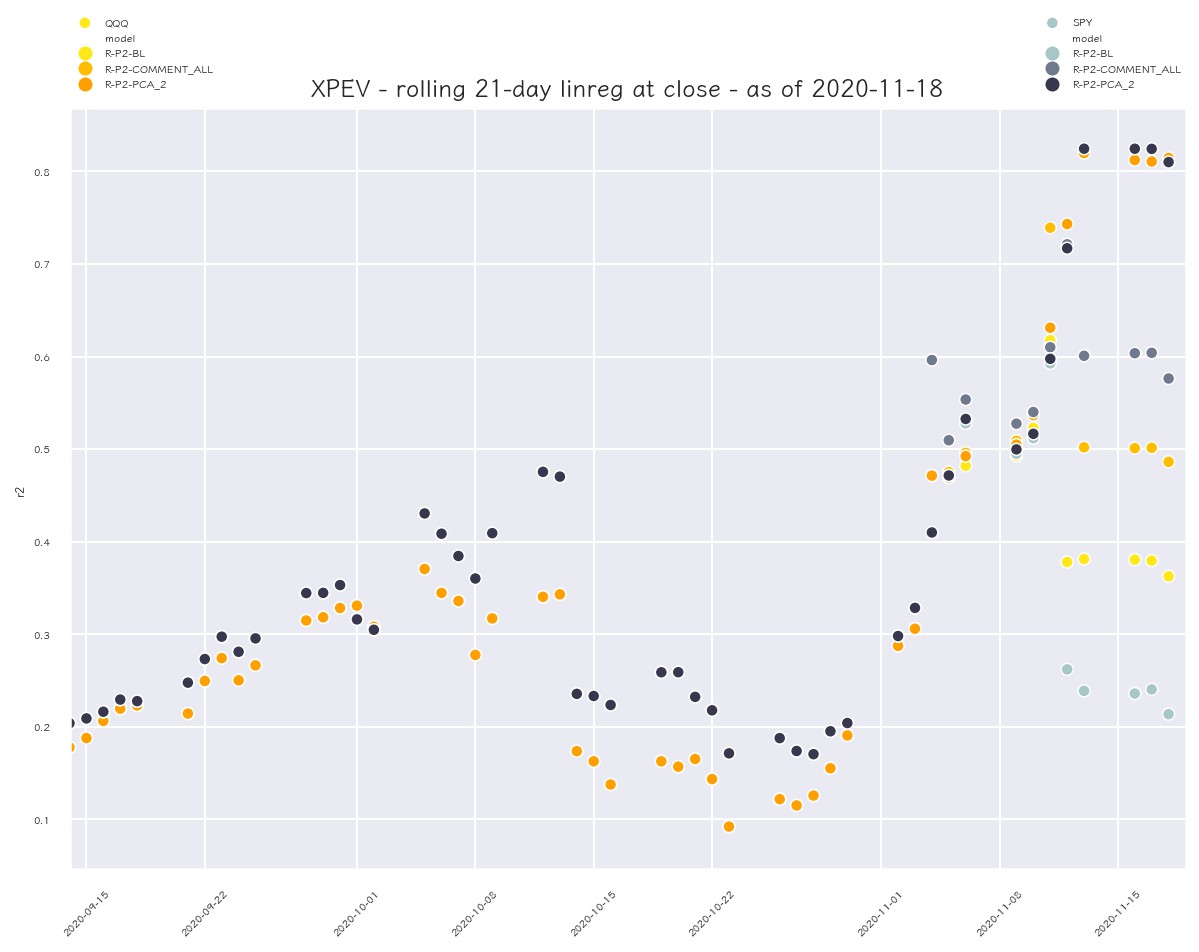 QQQ
model
R-P2-BL
R-P2-COMMENT_ALL
R-P2-PCA_2
SPY
model
R-P2-BL
R-P2-COMMENT_ALL
R-P2-PCA_2
XPEV - rolling 21-day linreg at close - as of 2020-11-18
0.8
0.7
0.6
0.5
0.4
0.3
0.2
0.1
r2
2020-09-15
2020-09-22
2020-10-01
2020-10-08
2020-10-15
2020-10-22
2020-11-01
2020-11-08
2020-11-15